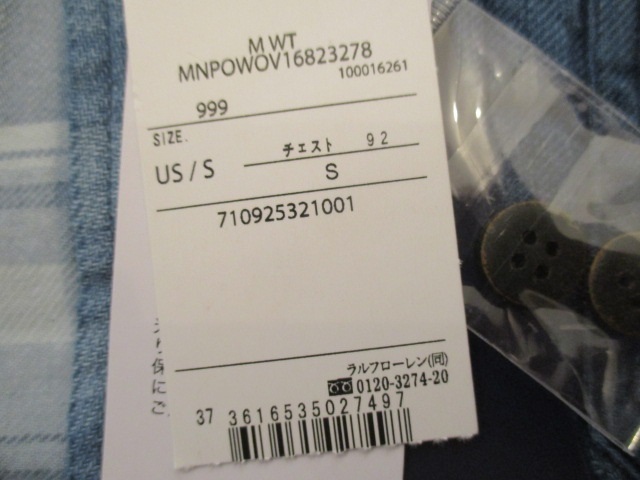 M WT
MNPOWOV16823278
100016261
999
SIZE.
チェスト 92
US / S
S
710925321001
ラルフローレン(同)
0120-3274-20
37 3616535027497